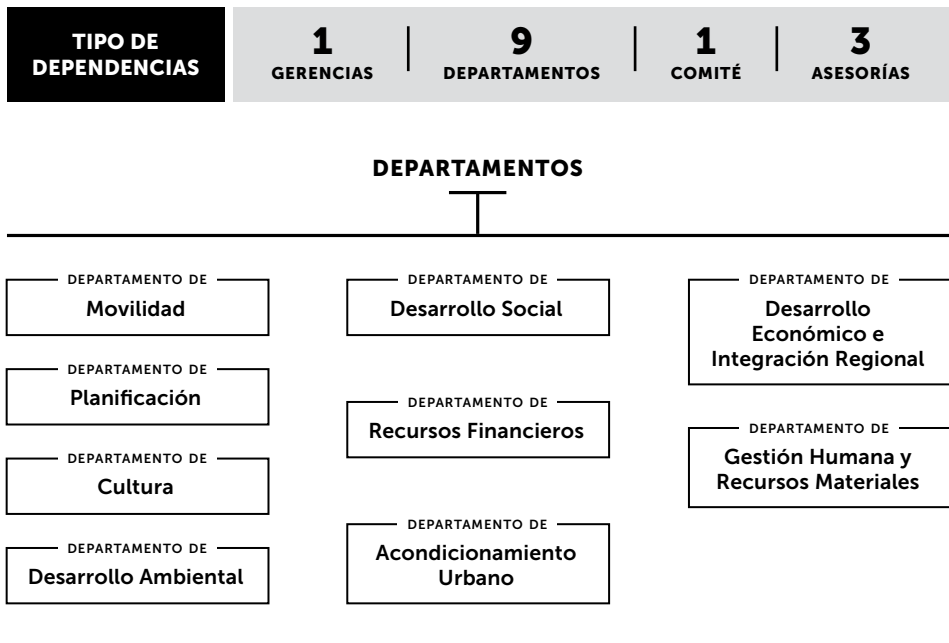 TIPO DE
DEPENDENCIAS
1
GERENCIAS
9
DEPARTAMENTOS
1
COMITÉ
3
ASESORÍAS
DEPARTAMENTOS
DEPARTAMENTO DE
Movilidad
DEPARTAMENTO DE
Planificación
DEPARTAMENTO DE
Cultura
DEPARTAMENTO DE
Desarrollo Ambiental
DEPARTAMENTO DE
Desarrollo Social
DEPARTAMENTO DE
Recursos Financieros
DEPARTAMENTO DE
Acondicionamiento
Urbano
DEPARTAMENTO DE
Desarrollo
Económico e
Integración Regional
DEPARTAMENTO DE
Gestión Humana y
Recursos Materiales